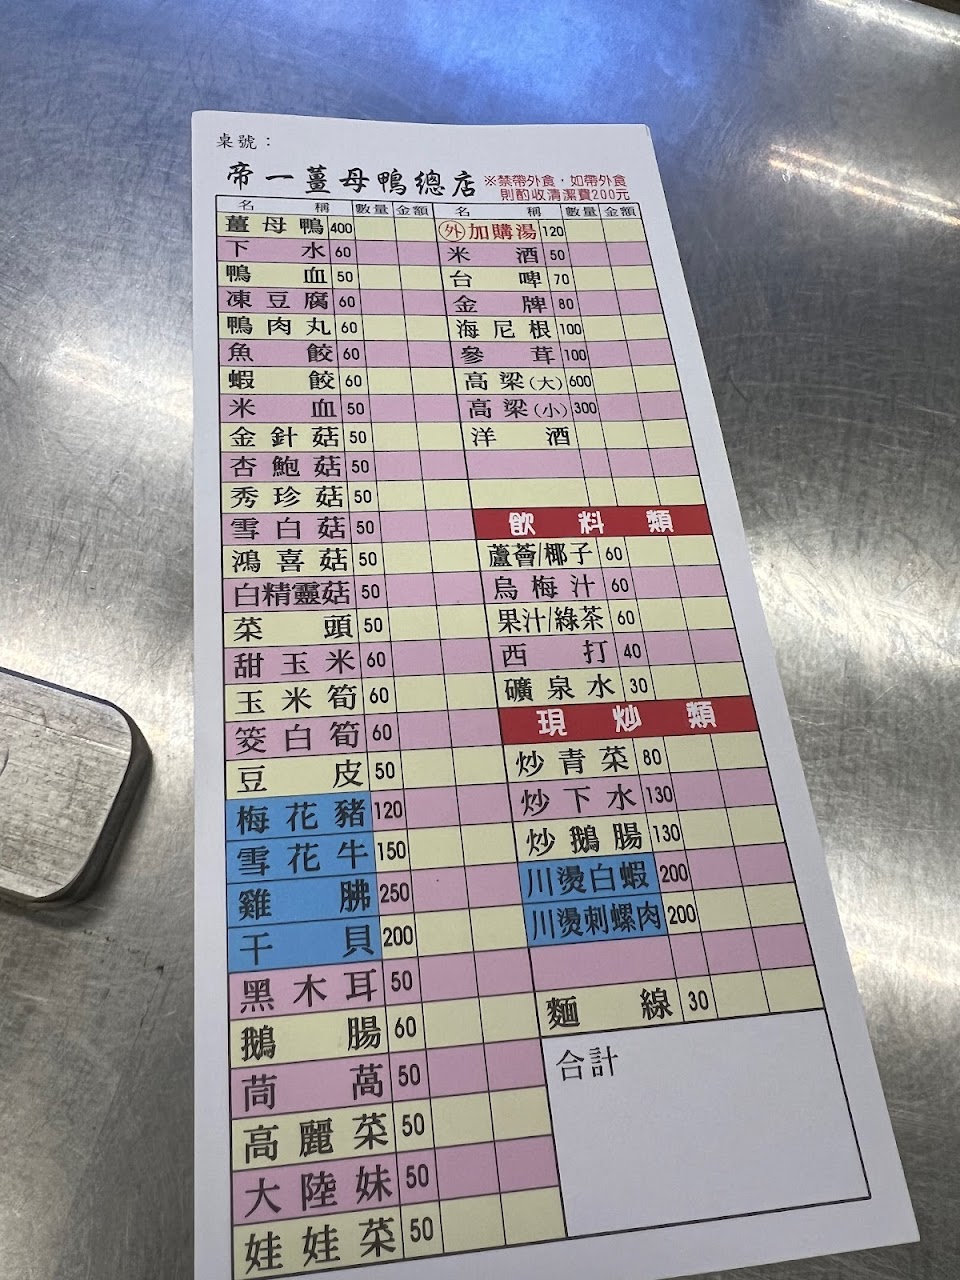 桌號：
帝一薑母鴨總店
※禁帶外食，如帶外食
則酌收清潔費200元
名稱 數量 金額
薑母鴨 400
下水 60
鴨血 50
凍豆腐 60
鴨肉丸 60
魚餃 60
蝦餃 60
米血 50
金針菇 50
杏鮑菇 50
秀珍菇 50
雪白菇 50
鴻喜菇 50
白精靈菇 50
菜頭 50
甜玉米 60
玉米筍 60
筊白筍 60
豆皮 50
梅花豬 120
雪花牛 150
雞胇 250
干貝 200
黑木耳 50
鵝腸 60
茼萵 50
高麗菜 50
大陸妹 50
娃娃菜 50
名稱 數量 金額
外 加購湯 120
米酒 50
台啤 70
金牌 80
海尼根 100
參茸 100
高梁(大) 600
高梁(小) 300
洋酒
飲料類
蘆薈/椰子 60
烏梅汁 60
果汁/綠茶 60
西打 40
礦泉水 30
現炒類
炒青菜 80
炒下水 130
炒鵝腸 130
川燙白蝦 200
川燙刺螺肉 200
麵線 30
合計